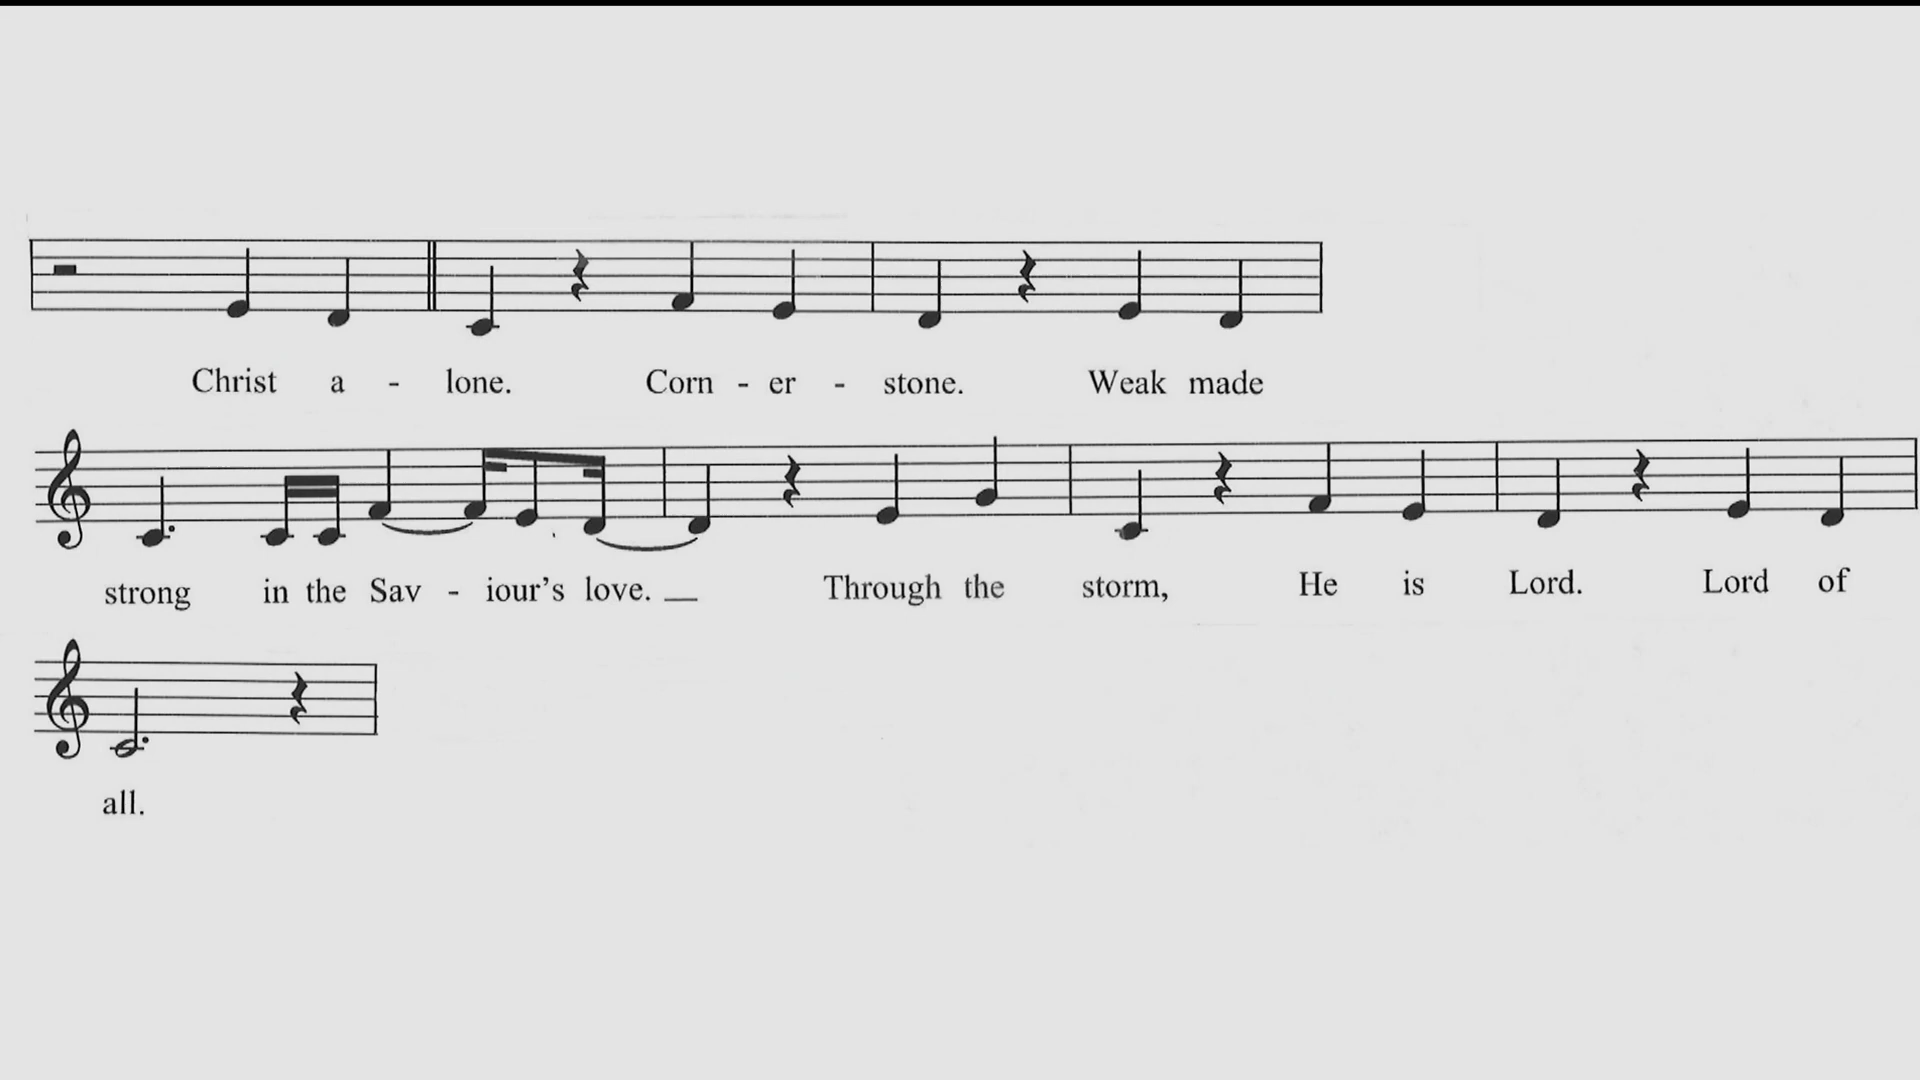 Christ a - lone. Corn - er - stone. Weak made
strong in the Sav - iour's love. __ Through the storm, He is Lord. Lord of
all.